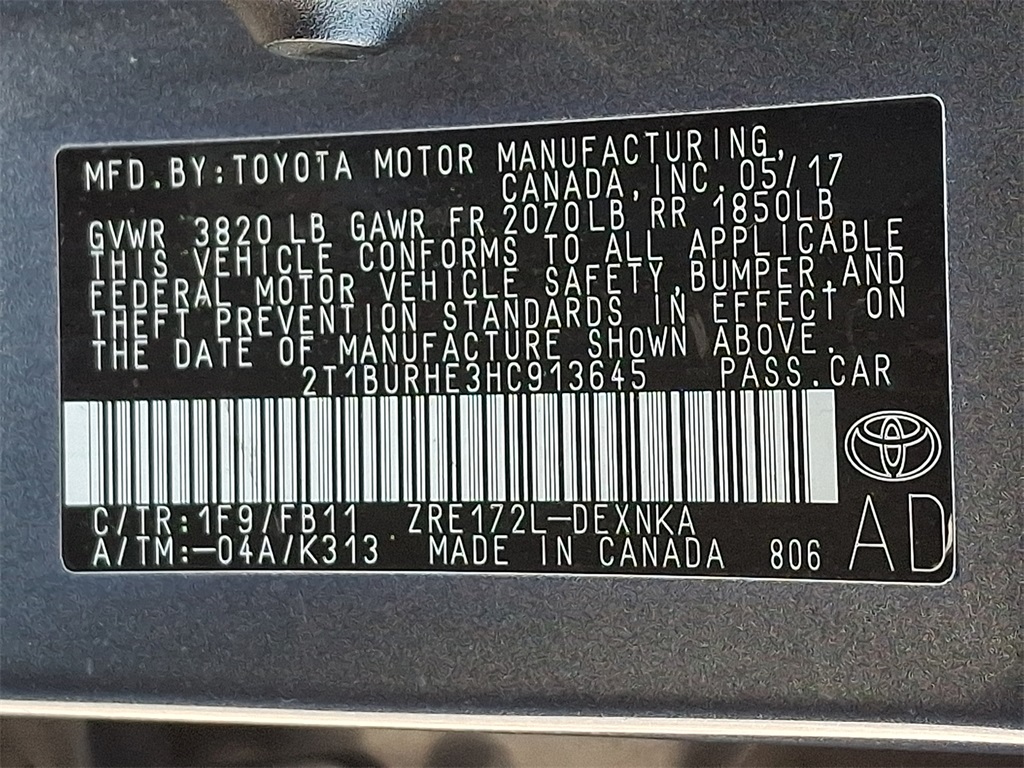 MFD.BY:TOYOTA MOTOR MANUFACTURING,
CANADA,INC. 05/17
GVWR 3820 LB GAWR FR 2070LB RR 1850LB
THIS VEHICLE CONFORMS TO ALL APPLICABLE
FEDERAL MOTOR VEHICLE SAFETY,BUMPER,AND
THEFT PREVENTION STANDARDS IN EFFECT ON
THE DATE OF MANUFACTURE SHOWN ABOVE.
2T1BURHE3HC913645 PASS.CAR
C/TR:1F9/FB11 ZRE172L-DEXNKA
A/TM:-04A/K313 MADE IN CANADA 806 AD